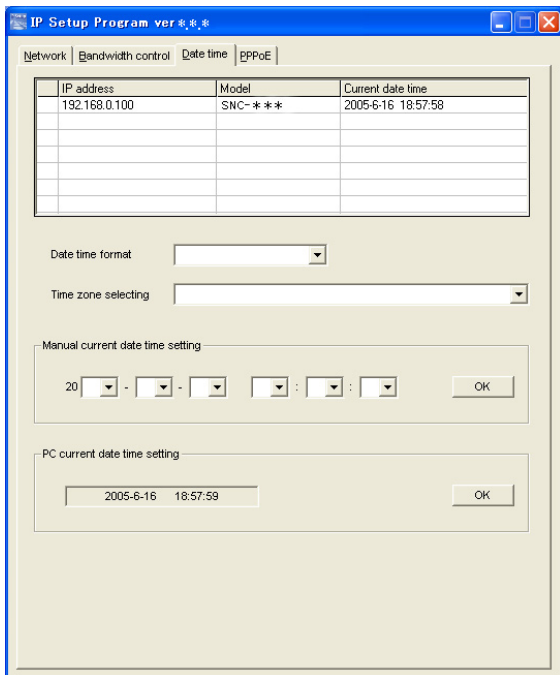 IP Setup Program ver*.*.*
Network Bandwidth control Date time PPPoE
IP address Model Current date time
192.168.0.100 SNC-*** 2005-6-16 18:57:58
Date time format
Time zone selecting
Manual current date time setting
20 - - : : OK
PC current date time setting
2005-6-16 18:57:59 OK